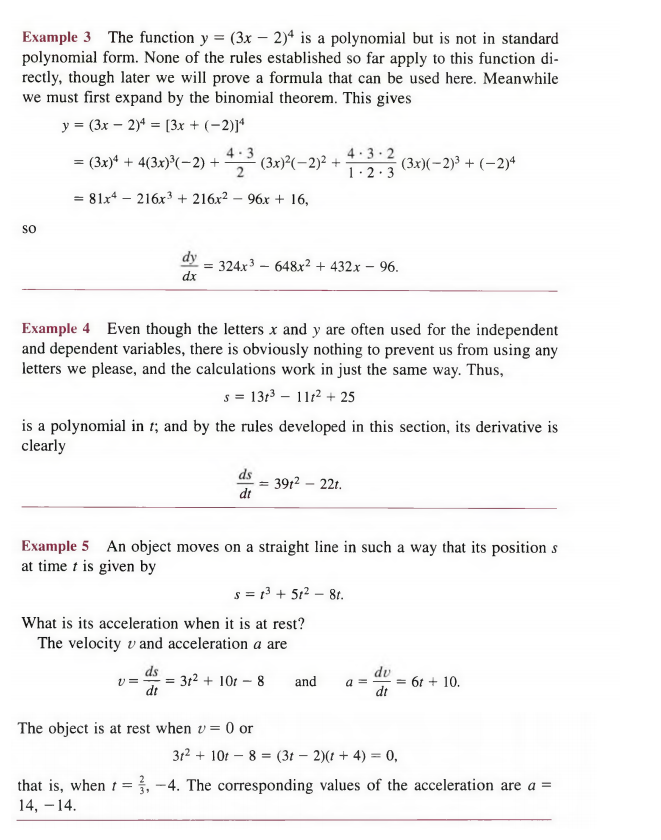 Example 3 The function y = (3x − 2)⁴ is a polynomial but is not in standard
polynomial form. None of the rules established so far apply to this function di-
rectly, though later we will prove a formula that can be used here. Meanwhile
we must first expand by the binomial theorem. This gives
y = (3x − 2)⁴ = [3x + (−2)]⁴
= (3x)⁴ + 4(3x)³(−2) + 4 · 3/2 (3x)²(−2)² + 4 · 3 · 2/1 · 2 · 3 (3x)(−2)³ + (−2)⁴
= 81x⁴ − 216x³ + 216x² − 96x + 16,
so
dy/dx = 324x³ − 648x² + 432x − 96.
Example 4 Even though the letters x and y are often used for the independent
and dependent variables, there is obviously nothing to prevent us from using any
letters we please, and the calculations work in just the same way. Thus,
s = 13t³ − 11t² + 25
is a polynomial in t; and by the rules developed in this section, its derivative is
clearly
ds/dt = 39t² − 22t.
Example 5 An object moves on a straight line in such a way that its position s
at time t is given by
s = t³ + 5t² − 8t.
What is its acceleration when it is at rest?
The velocity v and acceleration a are
v = ds/dt = 3t² + 10t − 8 and a = dv/dt = 6t + 10.
The object is at rest when v = 0 or
3t² + 10t − 8 = (3t − 2)(t + 4) = 0,
that is, when t = 2/3, −4. The corresponding values of the acceleration are a =
14, −14.